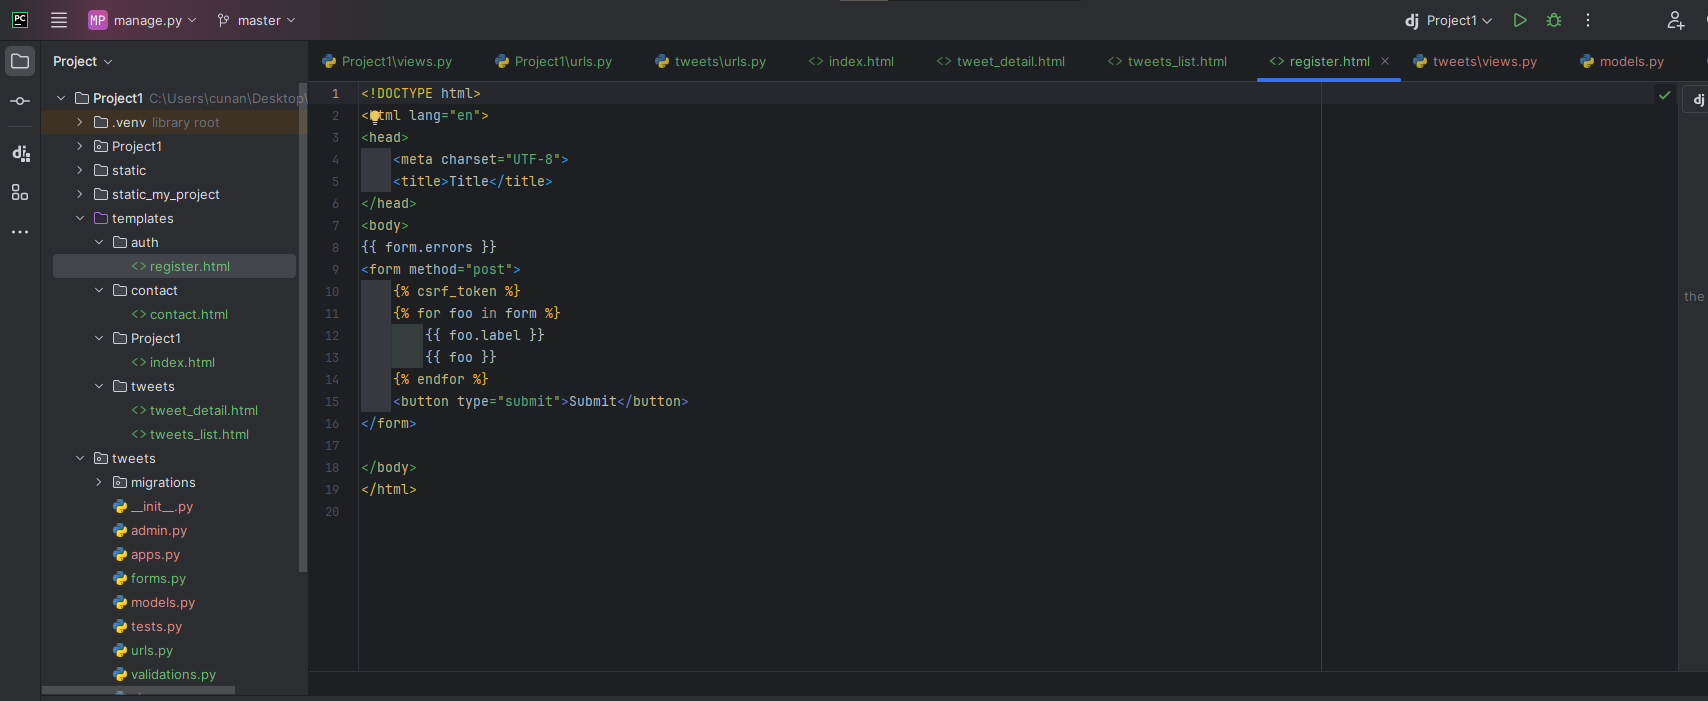 PC MP manage.py master dj Project1
Project
Project1\views.py Project1\urls.py tweets\urls.py <> index.html <> tweet_detail.html <> tweets_list.html <> register.html × tweets\views.py models.py
Project1 C:\Users\cunan\Desktop\
.venv library root
Project1
static
static_my_project
templates
auth
<> register.html
contact
<> contact.html
Project1
<> index.html
tweets
<> tweet_detail.html
<> tweets_list.html
tweets
migrations
__init__.py
admin.py
apps.py
forms.py
models.py
tests.py
urls.py
validations.py
dj
1 <!DOCTYPE html>
2 <html lang="en">
3 <head>
4 <meta charset="UTF-8">
5 <title>Title</title>
6 </head>
7 <body>
8 {{ form.errors }}
9 <form method="post">
10 {% csrf_token %}
11 {% for foo in form %}
12 {{ foo.label }}
13 {{ foo }}
14 {% endfor %}
15 <button type="submit">Submit</button>
16 </form>
17
18 </body>
19 </html>
20
dj
the